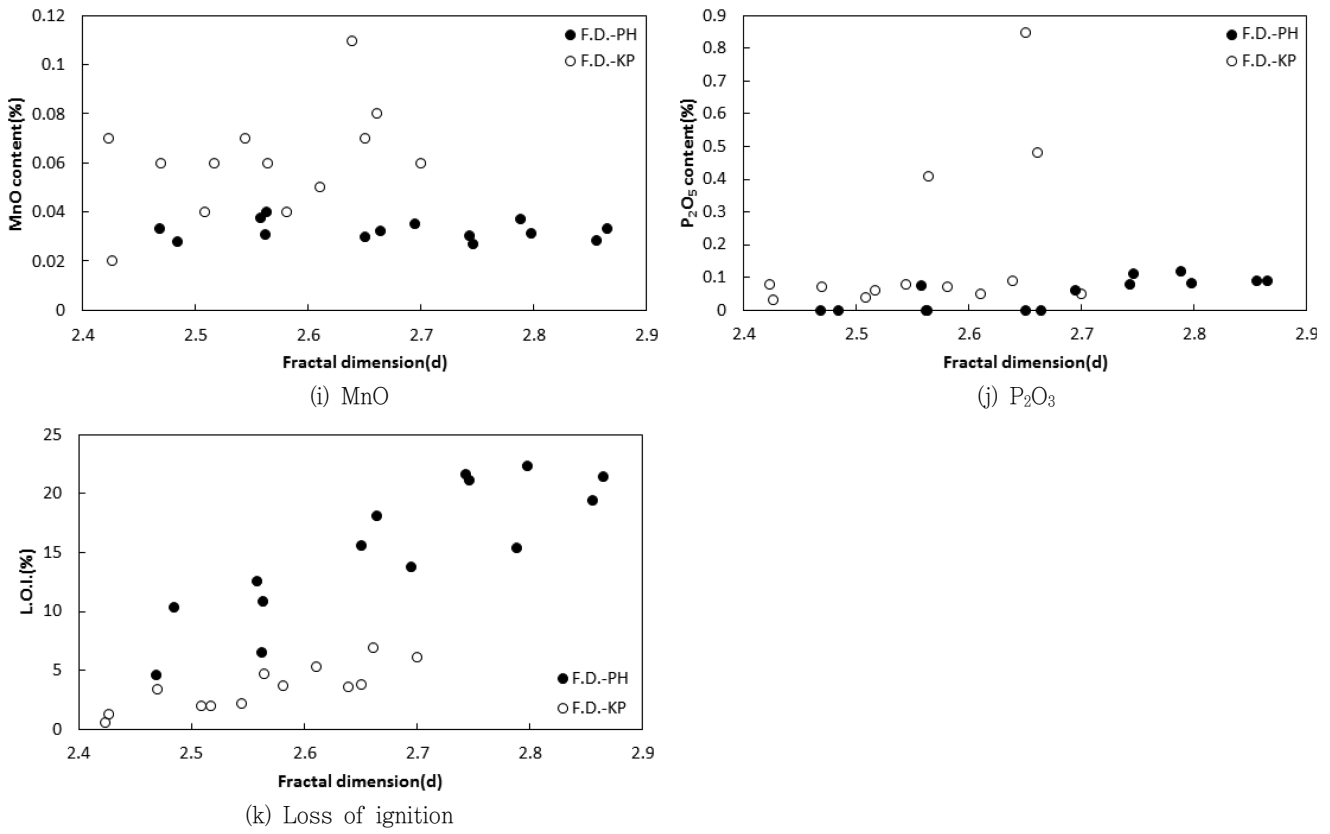 0.12
0.1
0.08
0.06
0.04
0.02
0
MnO content(%)
2.4 2.5 2.6 2.7 2.8 2.9
Fractal dimension(d)
F.D.-PH
F.D.-KP
(i) MnO
0.9
0.8
0.7
0.6
0.5
0.4
0.3
0.2
0.1
0
P₂O₅ content(%)
2.4 2.5 2.6 2.7 2.8 2.9
Fractal dimension(d)
F.D.-PH
F.D.-KP
(j) P₂O₃
25
20
15
10
5
0
L.O.I.(%)
2.4 2.5 2.6 2.7 2.8 2.9
Fractal dimension(d)
F.D.-PH
F.D.-KP
(k) Loss of ignition